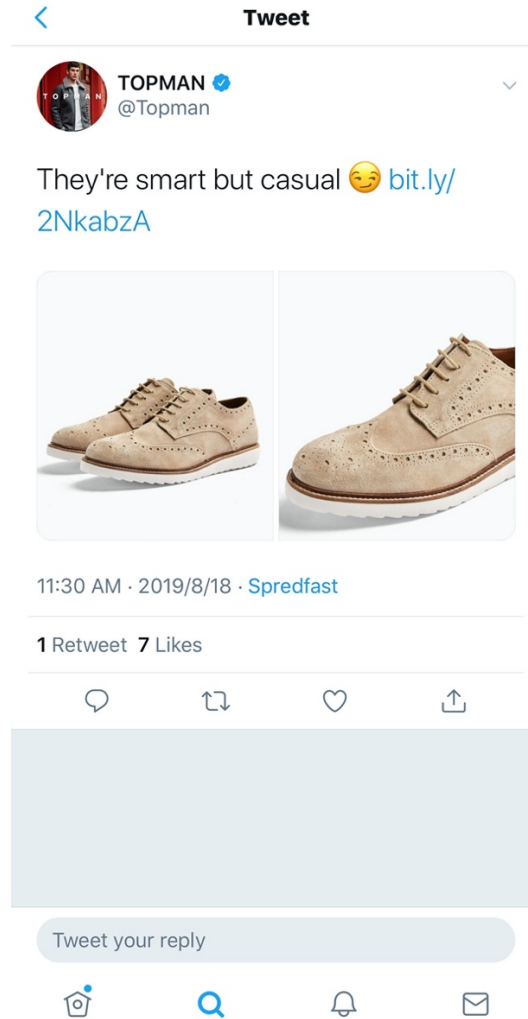 Tweet
TOPMAN
TOPMAN
@Topman
They're smart but casual 😏 bit.ly/
2NkabzA
11:30 AM · 2019/8/18 · Spredfast
1 Retweet 7 Likes
Tweet your reply